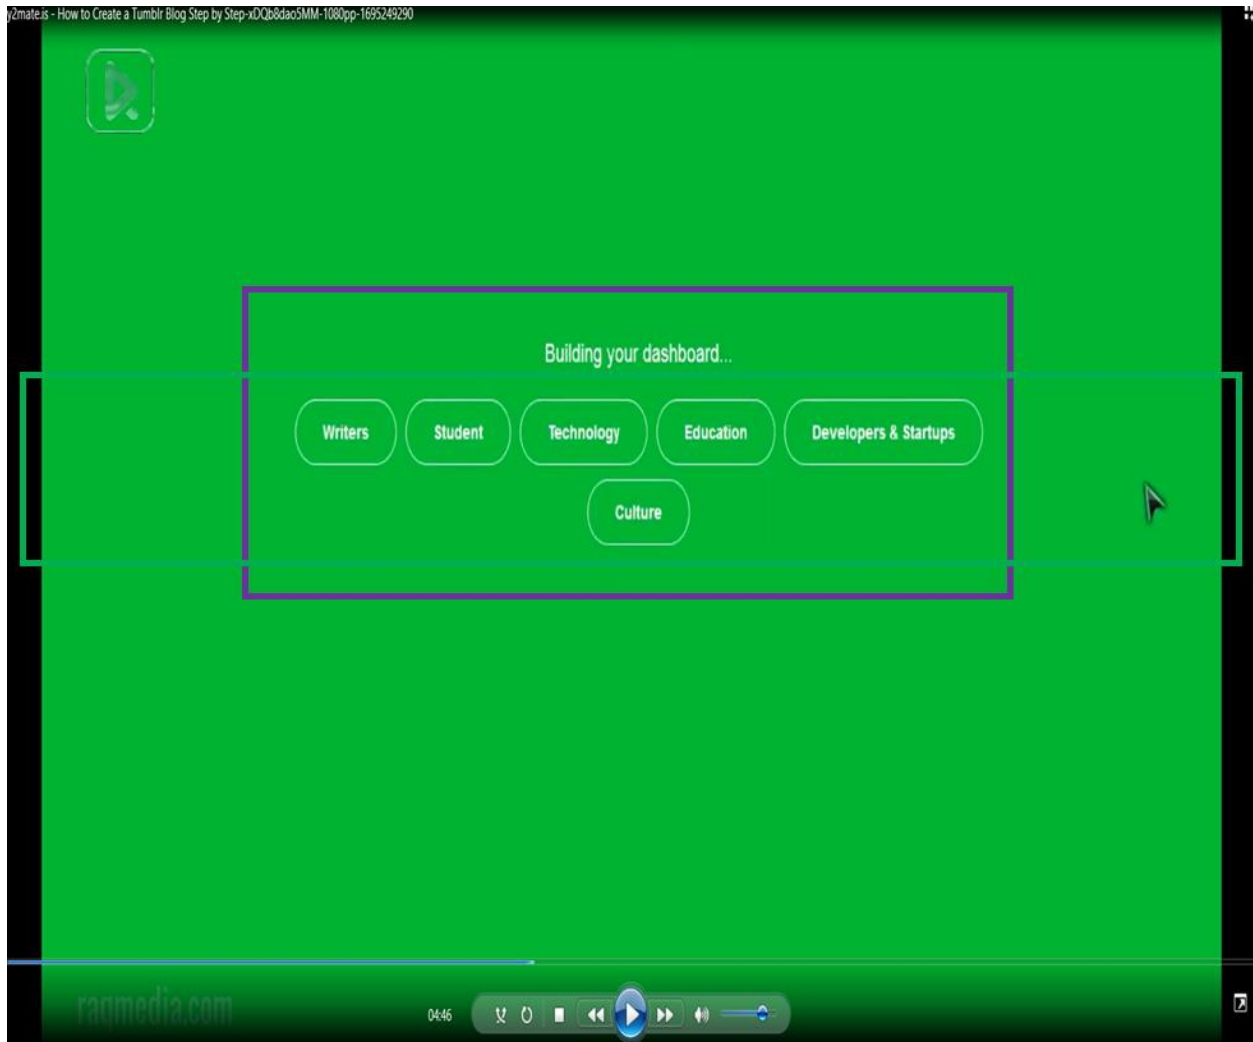 y2mate.is - How to Create a Tumblr Blog Step by Step-xDQb8dao5MM-1080pp-1695249290
Building your dashboard...
Writers Student Technology Education Developers & Startups
Culture
raqmedia.com
04:46